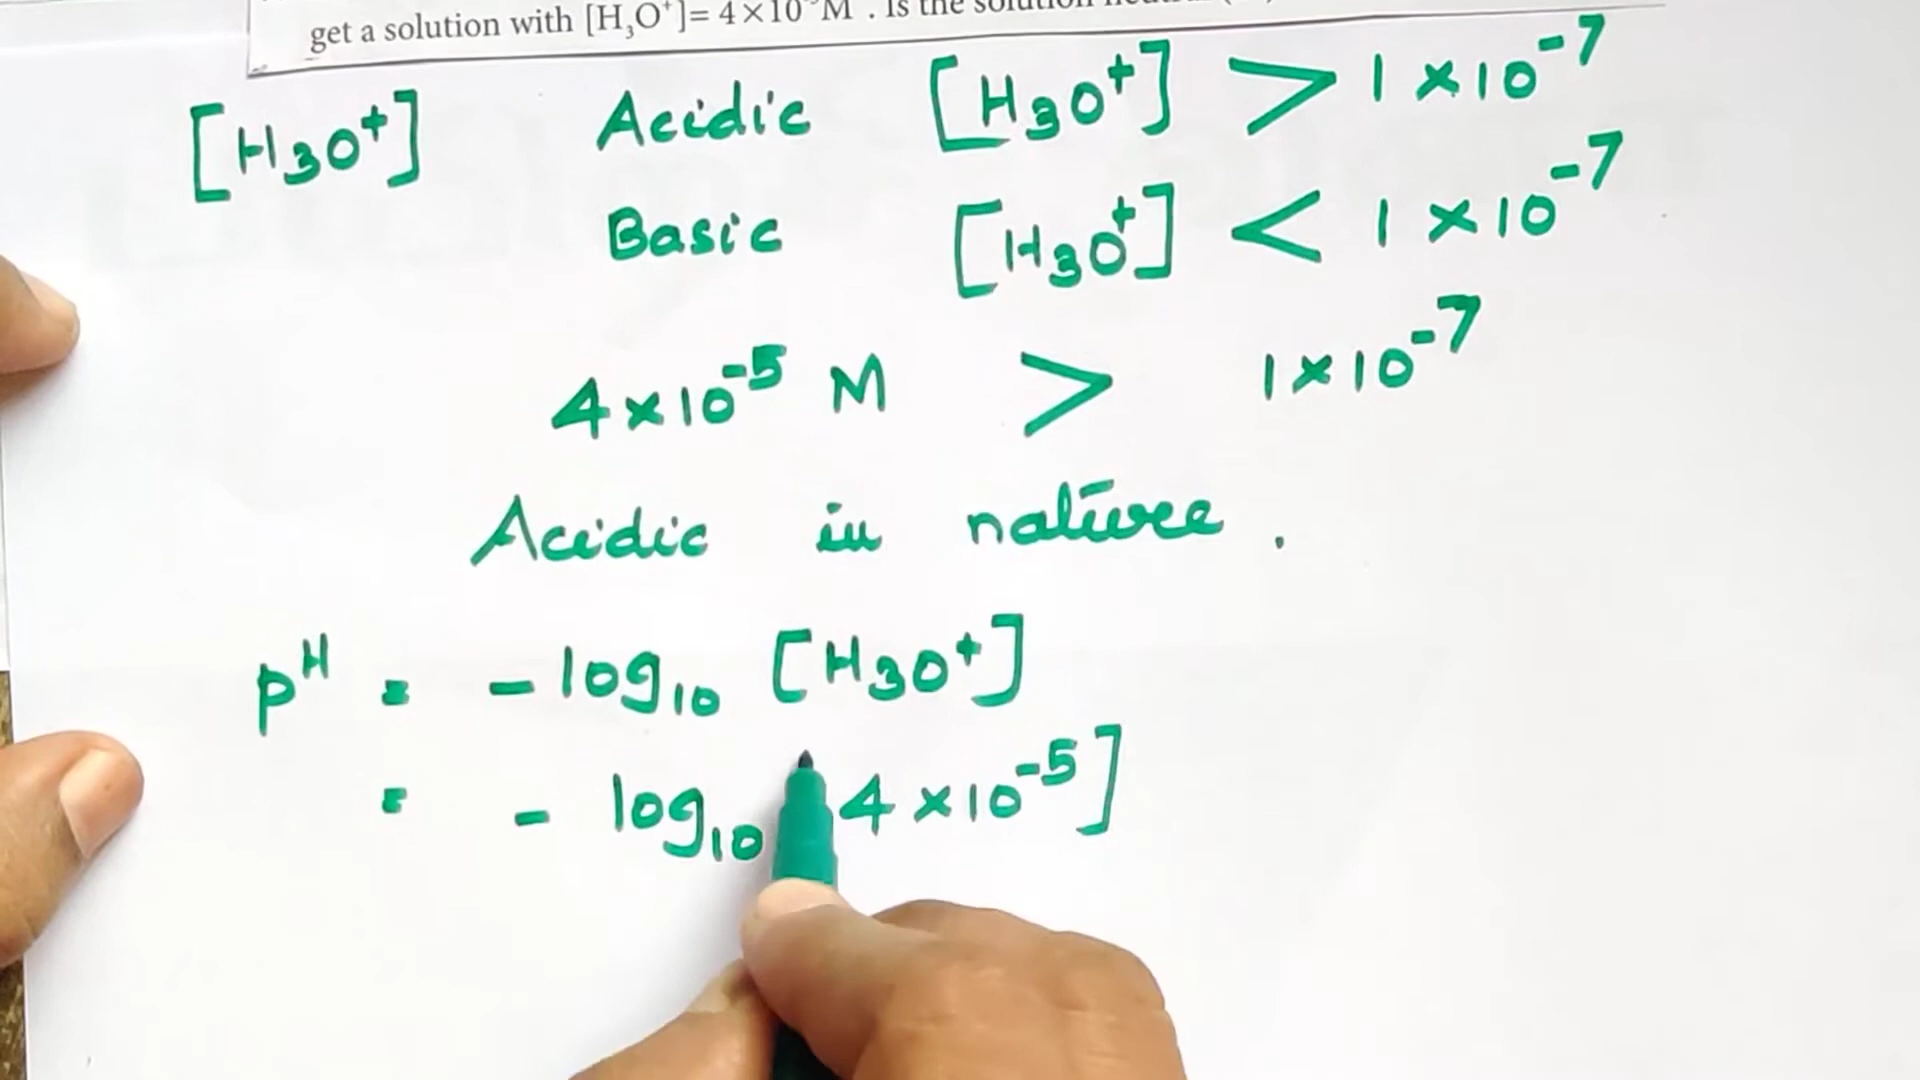 get a solution with [H₃O⁺]= 4×10 M . Is the solution
[H₃O⁺] Acidic [H₃O⁺] > 1 × 10⁻⁷
Basic [H₃O⁺] < 1 × 10⁻⁷
4×10⁻⁵ M > 1×10⁻⁷
Acidic in nature .
pᴴ = - log₁₀ [H₃O⁺]
= - log₁₀ 4 × 10⁻⁵]